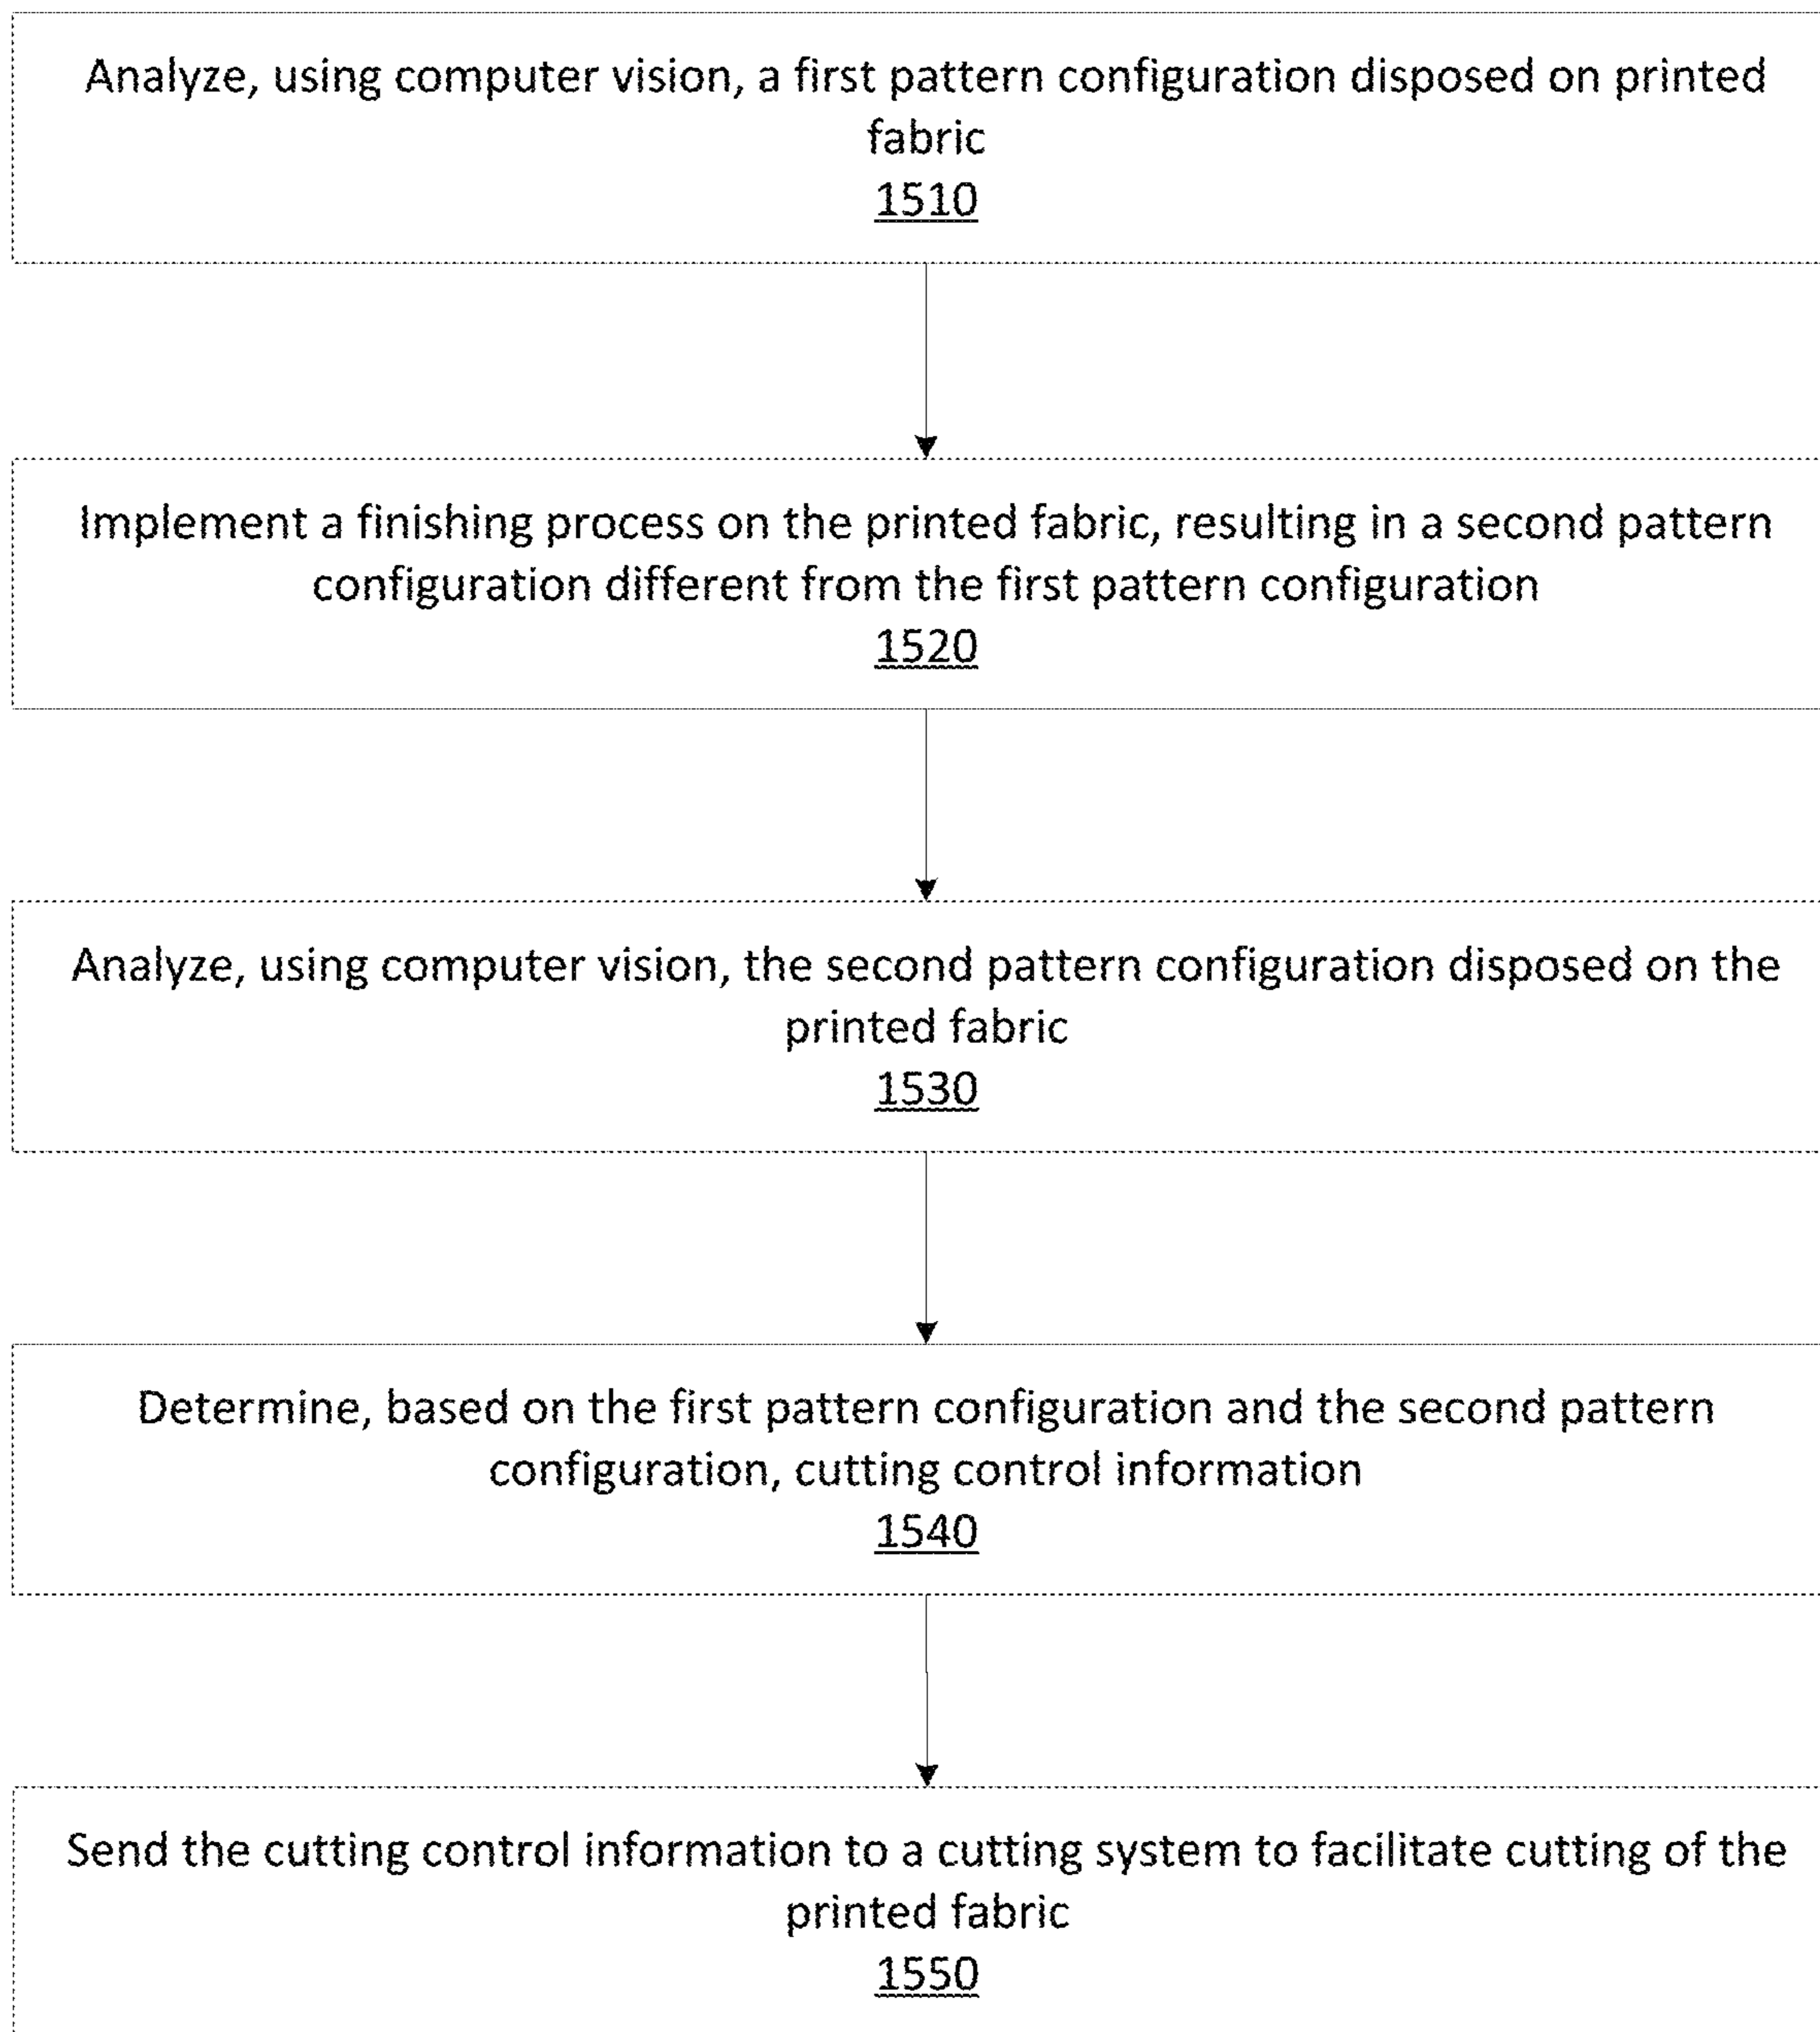 Analyze, using computer vision, a first pattern configuration disposed on printed
fabric
1510
Implement a finishing process on the printed fabric, resulting in a second pattern
configuration different from the first pattern configuration
1520
Analyze, using computer vision, the second pattern configuration disposed on the
printed fabric
1530
Determine, based on the first pattern configuration and the second pattern
configuration, cutting control information
1540
Send the cutting control information to a cutting system to facilitate cutting of the
printed fabric
1550